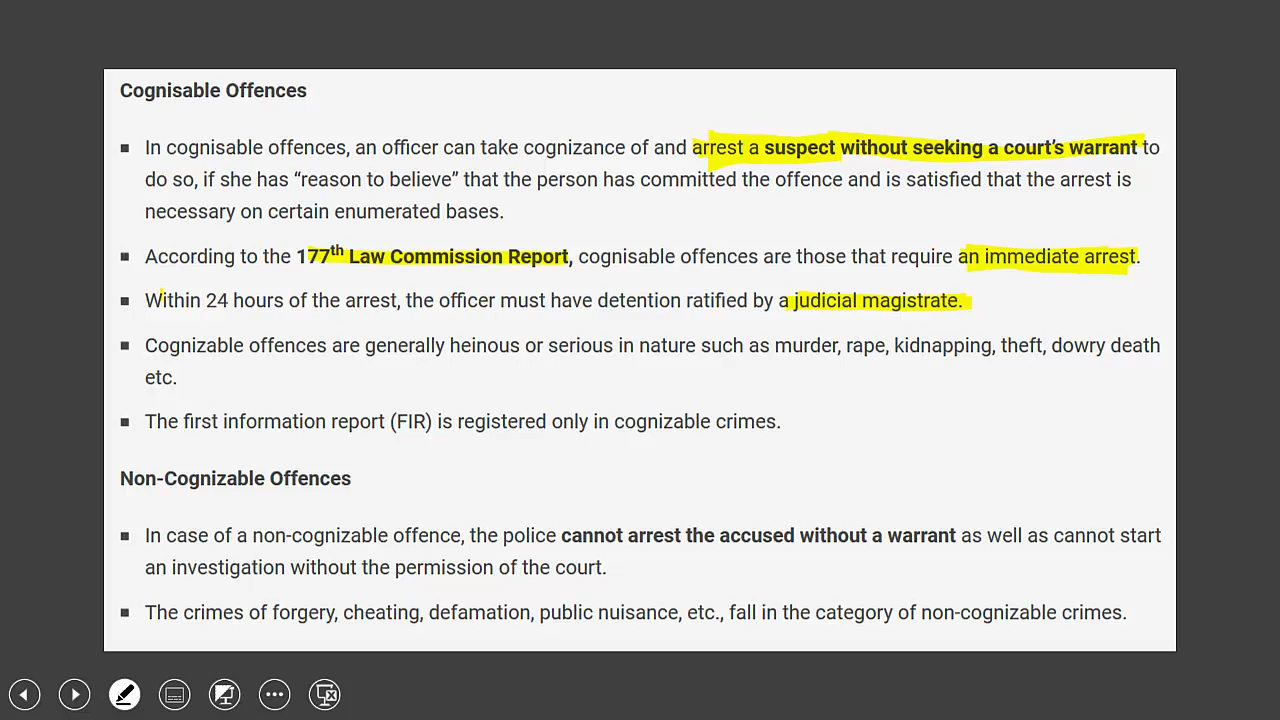 Cognisable Offences
▪ In cognisable offences, an officer can take cognizance of and arrest a suspect without seeking a court’s warrant to
do so, if she has “reason to believe” that the person has committed the offence and is satisfied that the arrest is
necessary on certain enumerated bases.
▪ According to the 177th Law Commission Report, cognisable offences are those that require an immediate arrest.
▪ Within 24 hours of the arrest, the officer must have detention ratified by a judicial magistrate.
▪ Cognizable offences are generally heinous or serious in nature such as murder, rape, kidnapping, theft, dowry death
etc.
▪ The first information report (FIR) is registered only in cognizable crimes.
Non-Cognizable Offences
▪ In case of a non-cognizable offence, the police cannot arrest the accused without a warrant as well as cannot start
an investigation without the permission of the court.
▪ The crimes of forgery, cheating, defamation, public nuisance, etc., fall in the category of non-cognizable crimes.